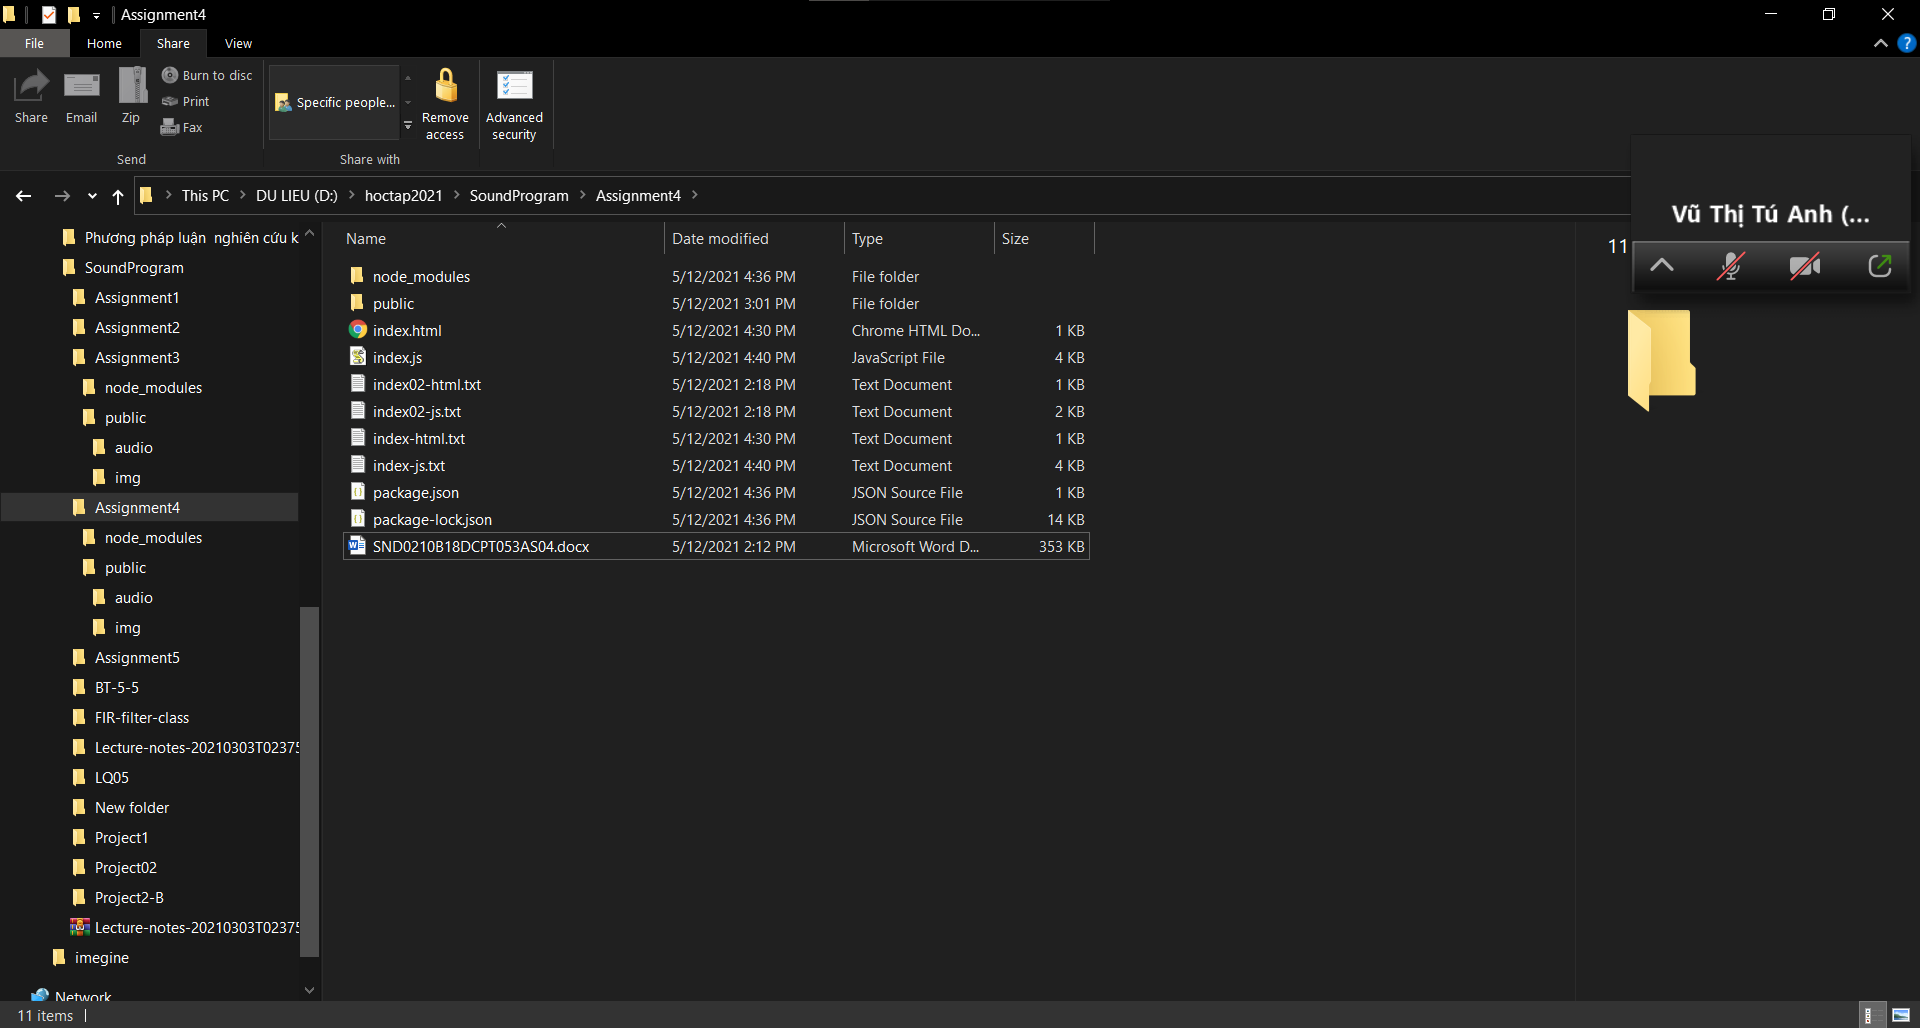 Assignment4
File Home Share View
Share
Email
Zip
Burn to disc
Print
Fax
Send
Specific people...
Remove access
Share with
Advanced security
This PC > DU LIEU (D:) > hoctap2021 > SoundProgram > Assignment4 >
Vũ Thị Tú Anh (...
Phương pháp luận nghiên cứu k
SoundProgram
Assignment1
Assignment2
Assignment3
node_modules
public
audio
img
Assignment4
node_modules
public
audio
img
Assignment5
BT-5-5
FIR-filter-class
Lecture-notes-20210303T02375
LQ05
New folder
Project1
Project02
Project2-B
Lecture-notes-20210303T02375
imegine
Network
Name Date modified Type Size
node_modules 5/12/2021 4:36 PM File folder
public 5/12/2021 3:01 PM File folder
index.html 5/12/2021 4:30 PM Chrome HTML Do... 1 KB
index.js 5/12/2021 4:40 PM JavaScript File 4 KB
index02-html.txt 5/12/2021 2:18 PM Text Document 1 KB
index02-js.txt 5/12/2021 2:18 PM Text Document 2 KB
index-html.txt 5/12/2021 4:30 PM Text Document 1 KB
index-js.txt 5/12/2021 4:40 PM Text Document 4 KB
package.json 5/12/2021 4:36 PM JSON Source File 1 KB
package-lock.json 5/12/2021 4:36 PM JSON Source File 14 KB
SND0210B18DCPT053AS04.docx 5/12/2021 2:12 PM Microsoft Word D... 353 KB
11
11 items